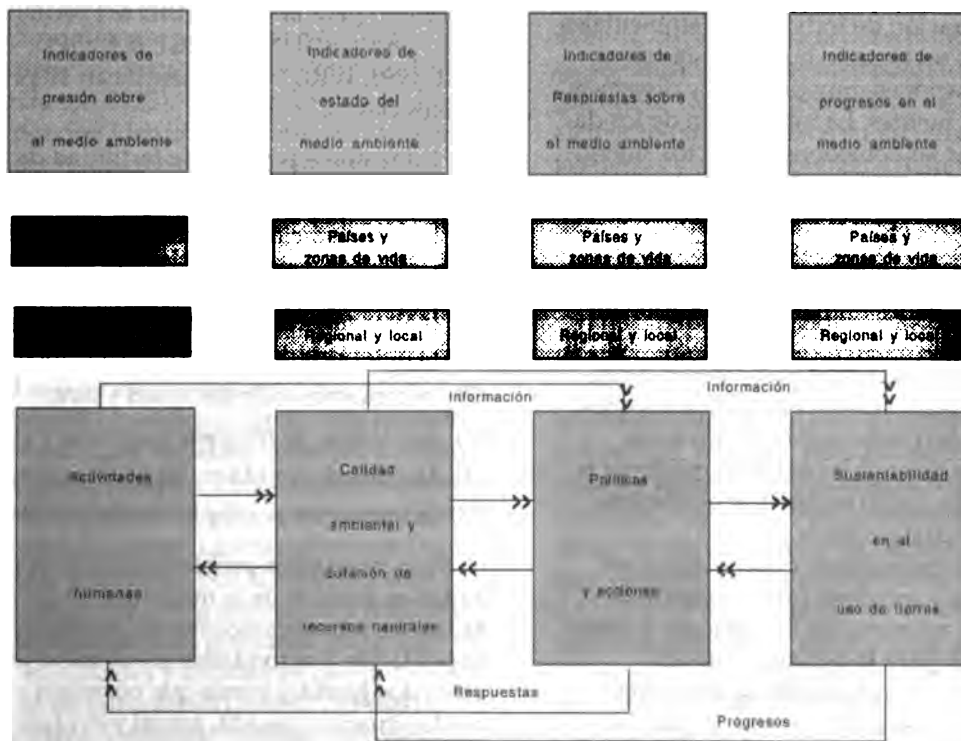 Indicadores de
presión sobre
el medio ambiente
Indicadores de
estado del
medio ambiente
Indicadores de
Respuestas sobre
el medio ambiente
Indicadores de
progresos en el
medio ambiente
Países y
zonas de vida
Países y
zonas de vida
Países y
zonas de vida
Regional y local
Regional y local
Regional y local
Información
Información
Actividades
humanas
Calidad
ambiental y
de
recursos naturales
Políticas
y acciones
Sustentabilidad
en el
uso de tierras
Respuestas
Progresos